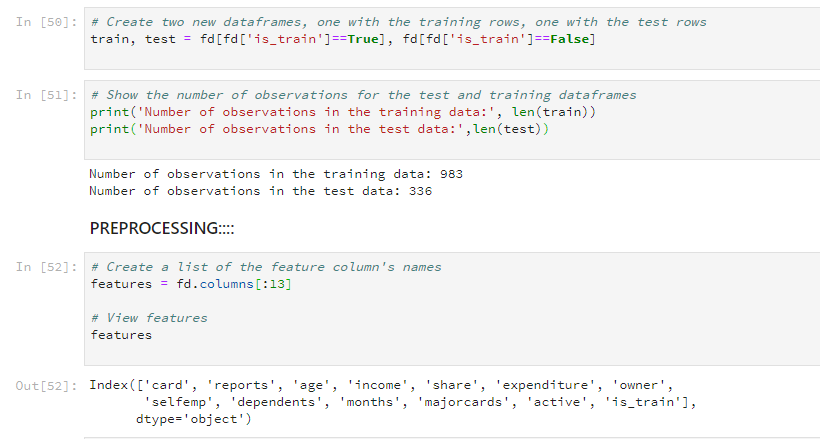 In [50]: # Create two new dataframes, one with the training rows, one with the test rows
train, test = fd[fd['is_train']==True], fd[fd['is_train']==False]
In [51]: # Show the number of observations for the test and training dataframes
print('Number of observations in the training data:', len(train))
print('Number of observations in the test data:',len(test))
Number of observations in the training data: 983
Number of observations in the test data: 336
PREPROCESSING::::
In [52]: # Create a list of the feature column's names
features = fd.columns[:13]
# View features
features
Out[52]: Index(['card', 'reports', 'age', 'income', 'share', 'expenditure', 'owner',
'selfemp', 'dependents', 'months', 'majorcards', 'active', 'is_train'],
dtype='object')